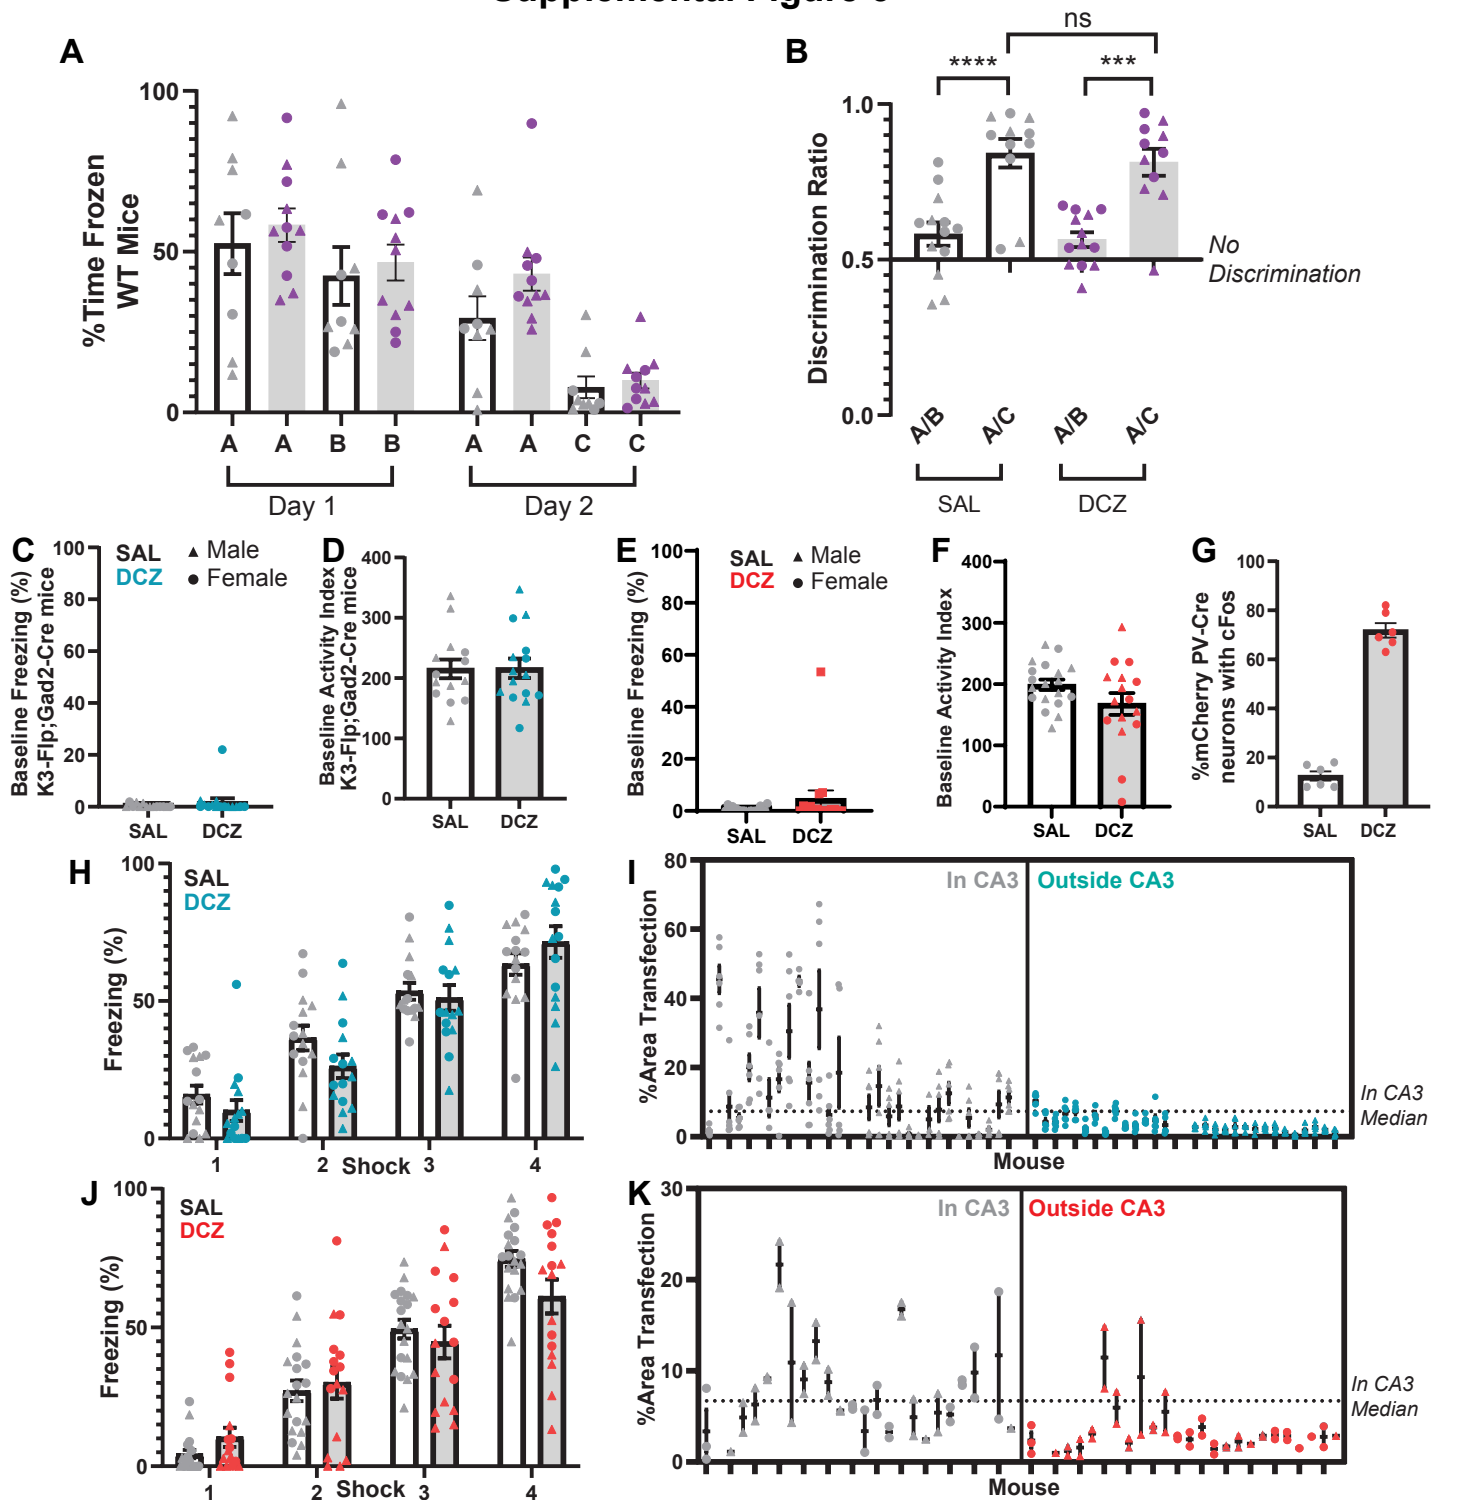 A
%Time Frozen
WT Mice
100
50
0
A A B B A A C C
Day 1 Day 2
B
ns
**** ***
Discrimination Ratio
1.0
0.5
0.0
No
Discrimination
A/B A/C A/B A/C
SAL DCZ
C
Baseline Freezing (%)
K3-Flp;Gad2-Cre mice
100
80
60
40
20
0
SAL
DCZ
Male
Female
SAL DCZ
D
Baseline Activity Index
K3-Flp;Gad2-Cre mice
400
300
200
100
0
SAL DCZ
E
Baseline Freezing (%)
100
80
60
40
20
0
SAL
DCZ
Male
Female
SAL DCZ
F
Baseline Activity Index
400
300
200
100
0
SAL DCZ
G
%mCherry PV-Cre
neurons with cFos
100
80
60
40
20
0
SAL DCZ
H
Freezing (%)
100
50
0
SAL
DCZ
1 2 Shock 3 4
I
%Area Transfection
80
60
40
20
0
In CA3 Outside CA3
In CA3
Median
Mouse
J
Freezing (%)
100
50
0
SAL
DCZ
1 2 Shock 3 4
K
%Area Transfection
30
20
10
0
In CA3 Outside CA3
In CA3
Median
Mouse